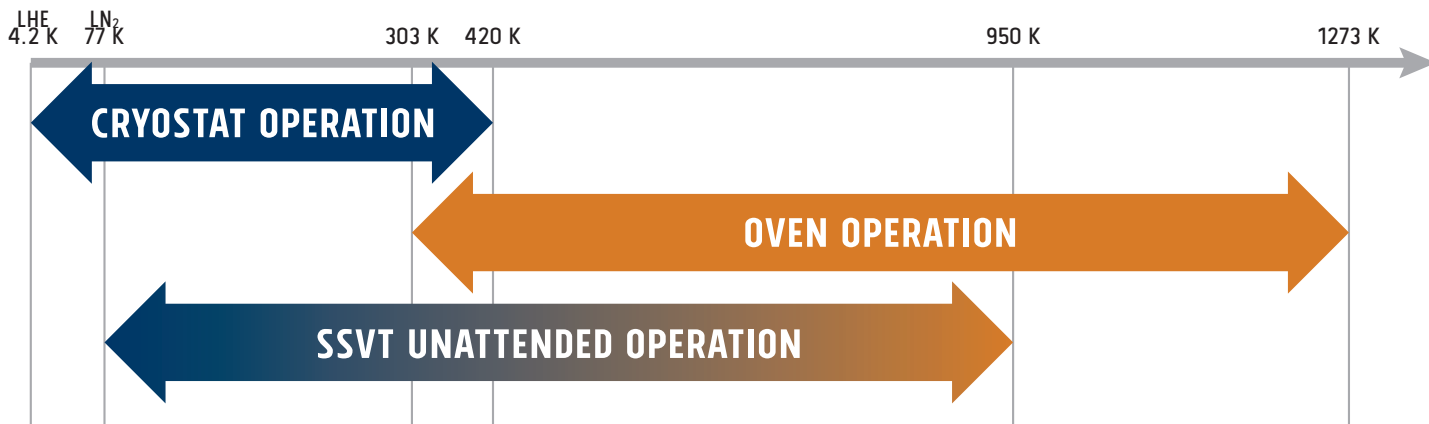 LHE LN₂
4.2 K 77 K 303 K 420 K 950 K 1273 K
CRYOSTAT OPERATION
OVEN OPERATION
SSVT UNATTENDED OPERATION